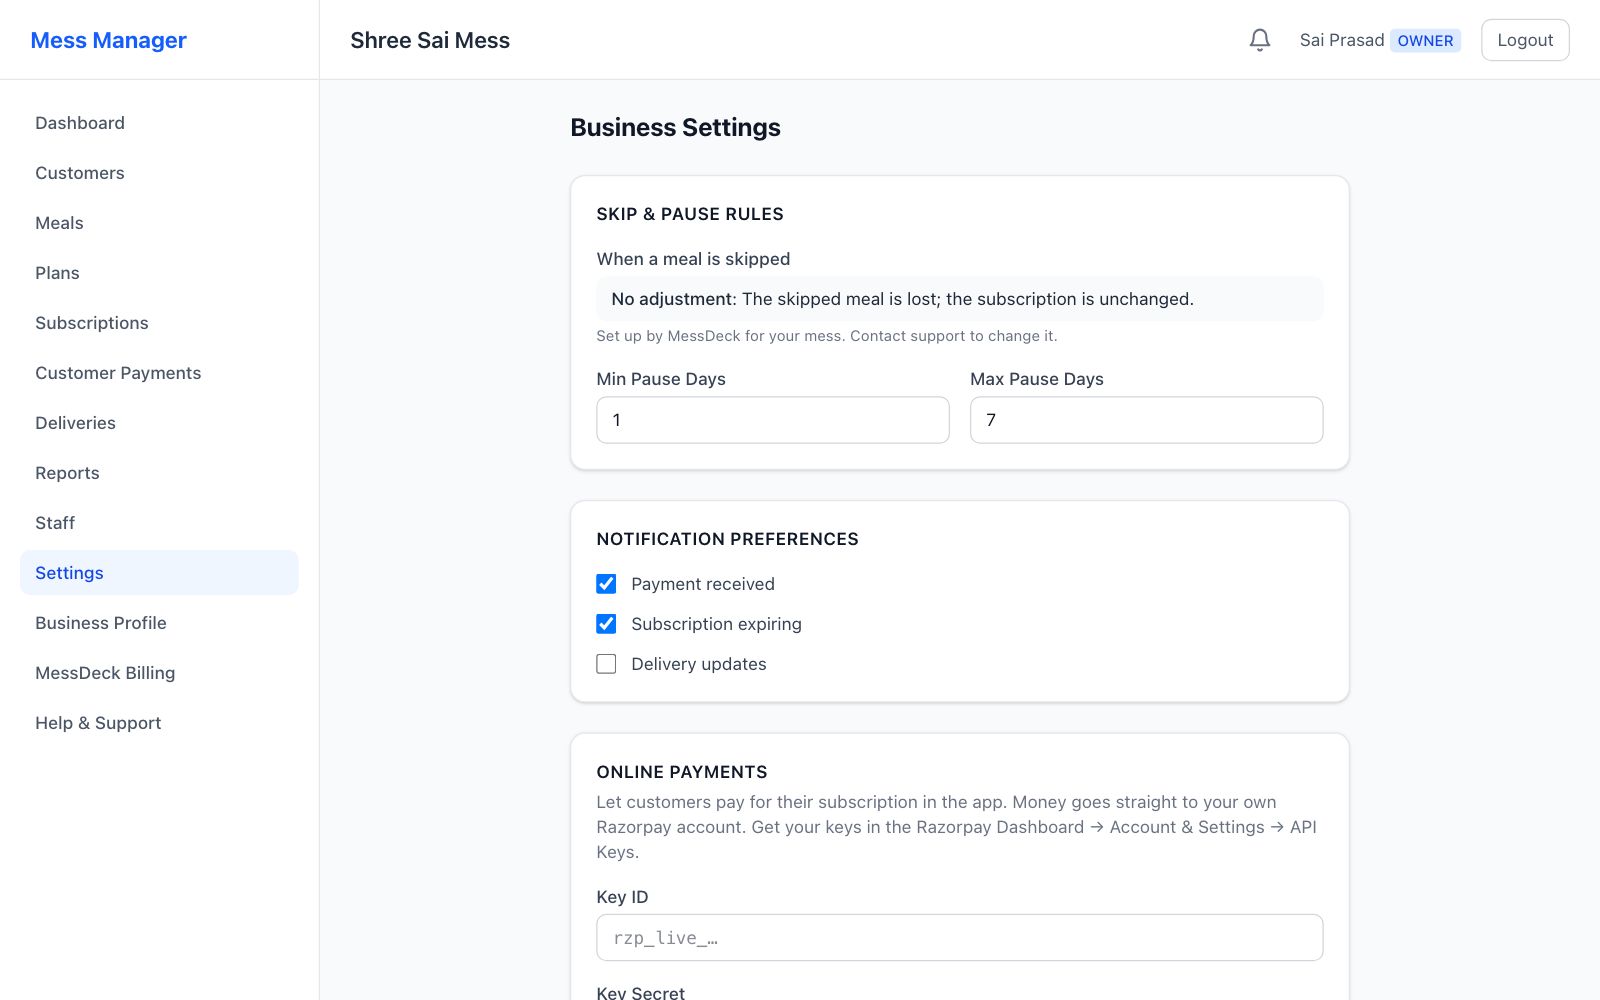 Mess Manager
Shree Sai Mess
Sai Prasad OWNER
Logout
Dashboard
Customers
Meals
Plans
Subscriptions
Customer Payments
Deliveries
Reports
Staff
Settings
Business Profile
MessDeck Billing
Help & Support
Business Settings
SKIP & PAUSE RULES
When a meal is skipped
No adjustment: The skipped meal is lost; the subscription is unchanged.
Set up by MessDeck for your mess. Contact support to change it.
Min Pause Days
Max Pause Days
1
7
NOTIFICATION PREFERENCES
Payment received
Subscription expiring
Delivery updates
ONLINE PAYMENTS
Let customers pay for their subscription in the app. Money goes straight to your own
Razorpay account. Get your keys in the Razorpay Dashboard → Account & Settings → API
Keys.
Key ID
rzp_live_…
Key Secret